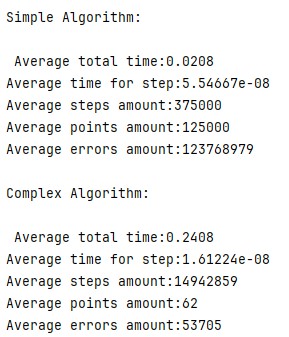 Simple Algorithm:
Average total time:0.0208
Average time for step:5.54667e-08
Average steps amount:375000
Average points amount:125000
Average errors amount:123768979
Complex Algorithm:
Average total time:0.2408
Average time for step:1.61224e-08
Average steps amount:14942859
Average points amount:62
Average errors amount:53705